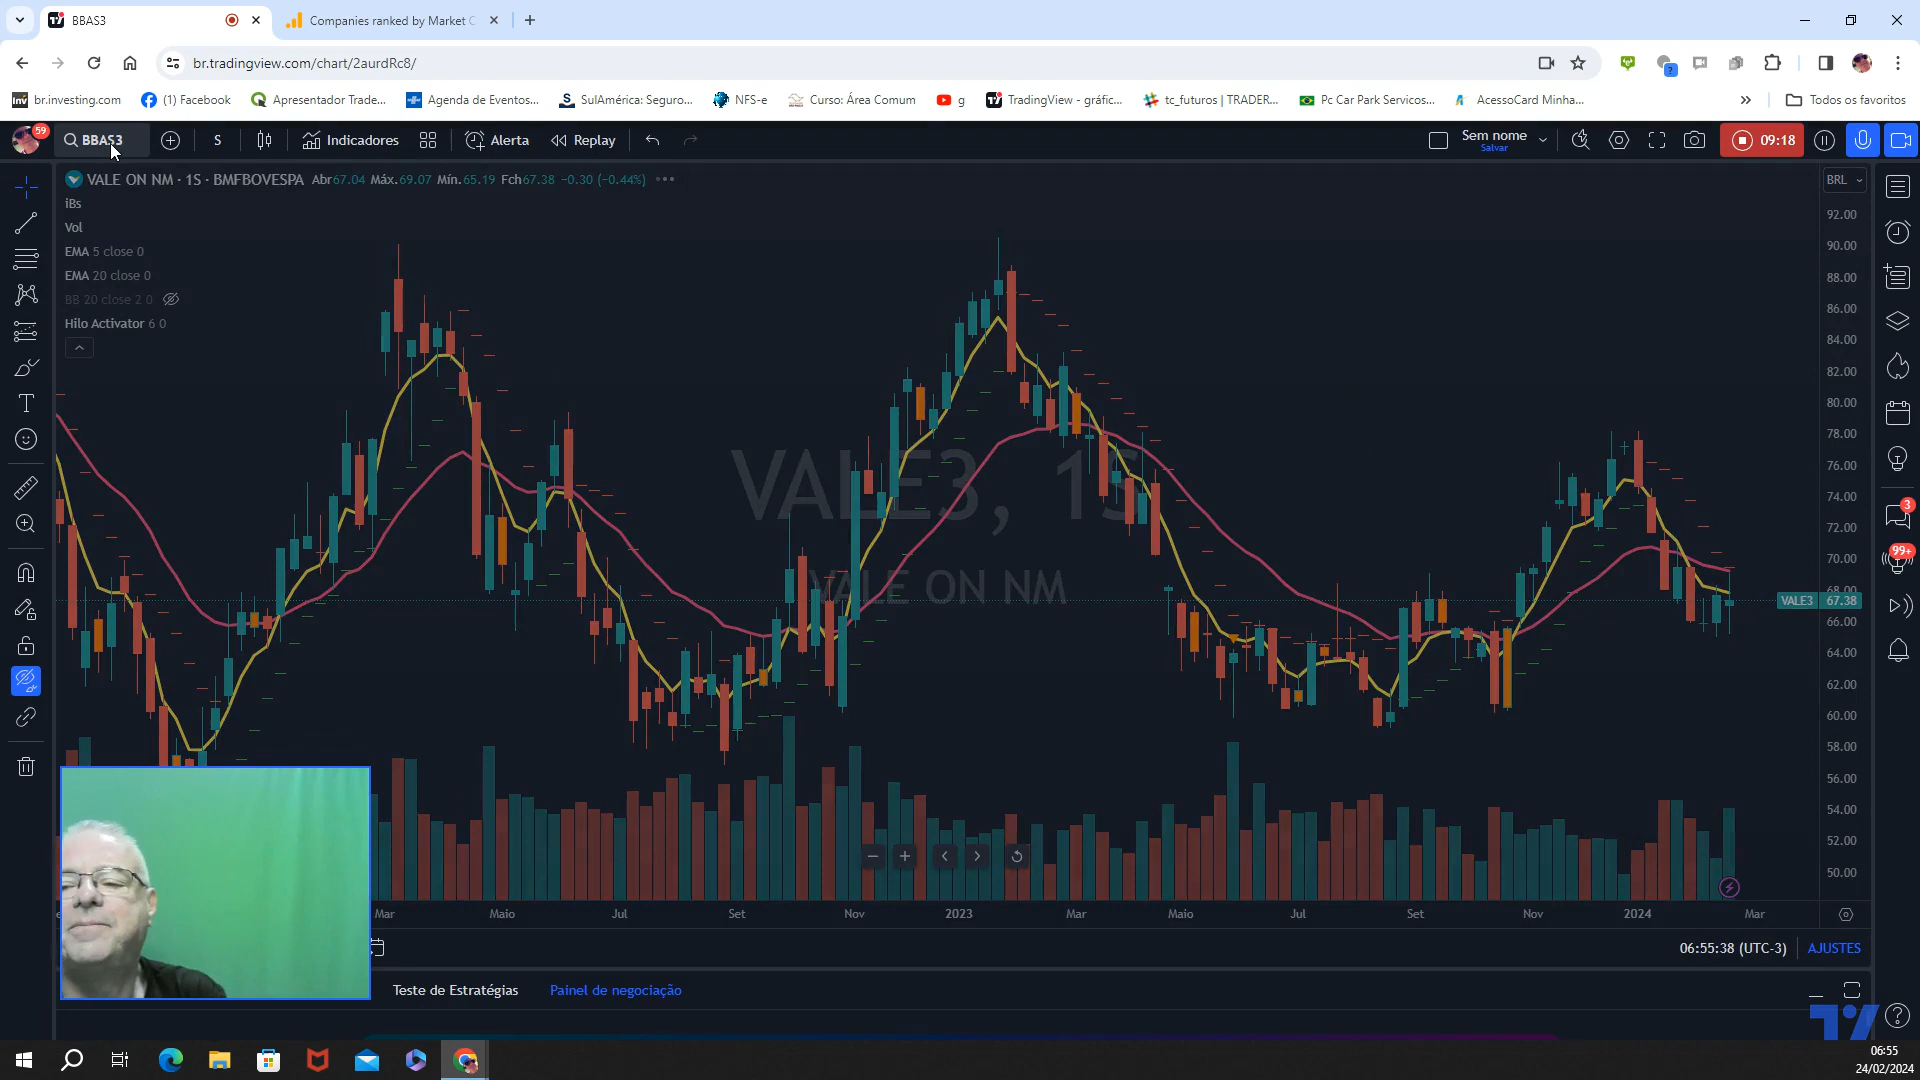 BBAS3
Companies ranked by Market C
br.tradingview.com/chart/2aurdRc8/
Inv br.investing.com
(1) Facebook
Apresentador Trade...
Agenda de Eventos...
SulAmérica: Seguro...
NFS-e
Curso: Área Comum
g
TradingView - gráfic...
tc_futuros | TRADER...
Pc Car Park Servicos...
AcessoCard Minha...
Todos os favoritos
59
BBAS3
S
Indicadores
Alerta
Replay
Sem nome
Salvar
09:18
VALE ON NM · 1S · BMFBOVESPA Abr67.04 Máx.69.07 Mín.65.19 Fch67.38 −0.30 (−0.44%)
BRL
iBs
Vol
EMA 5 close 0
EMA 20 close 0
BB 20 close 2 0
Hilo Activator 6 0
VALE3, 1S
VALE ON NM
92.00
90.00
88.00
86.00
84.00
82.00
80.00
78.00
76.00
74.00
72.00
70.00
68.00
VALE3 67.38
66.00
64.00
62.00
60.00
58.00
56.00
54.00
52.00
50.00
3
99+
Mar
Maio
Jul
Set
Nov
2023
Mar
Maio
Jul
Set
Nov
2024
Mar
06:55:38 (UTC-3)
AJUSTES
Teste de Estratégias
Painel de negociação
06:55
24/02/2024